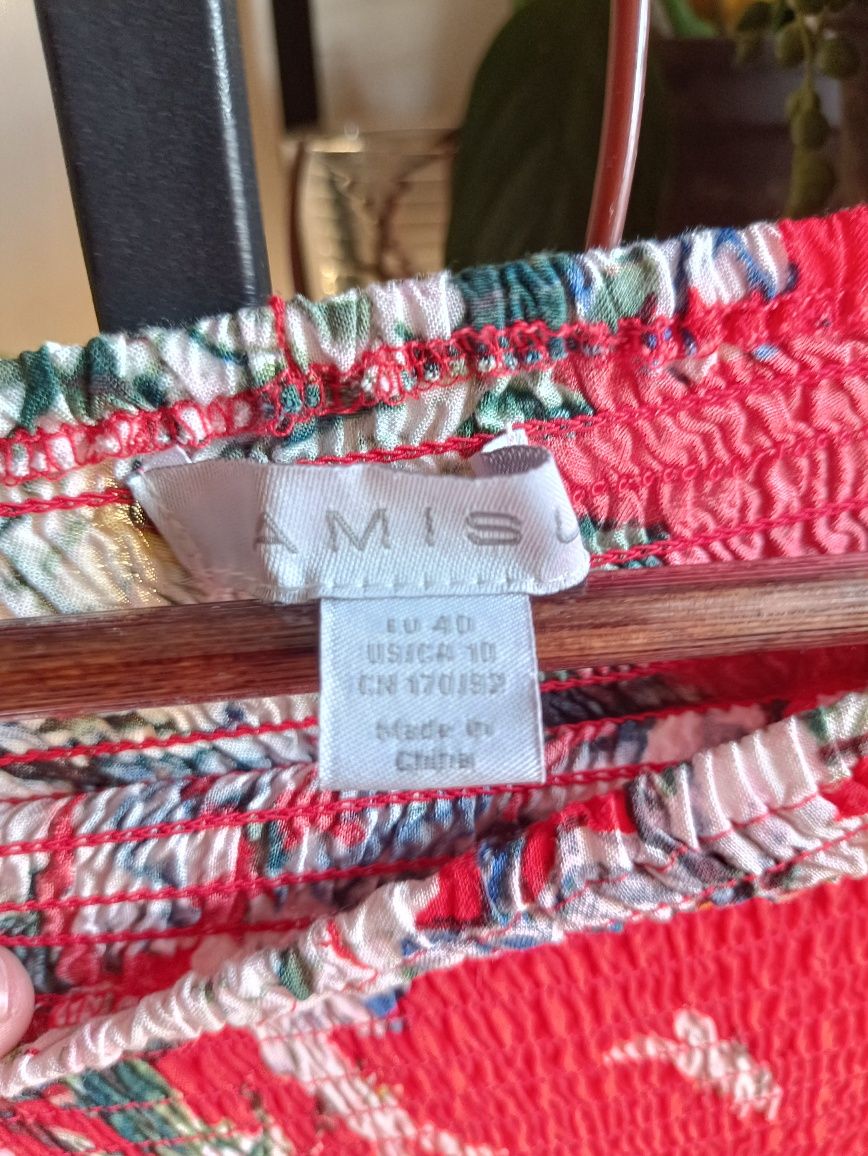 AMISU
EU 40
US/CA 10
CN 170/92
Made in
China